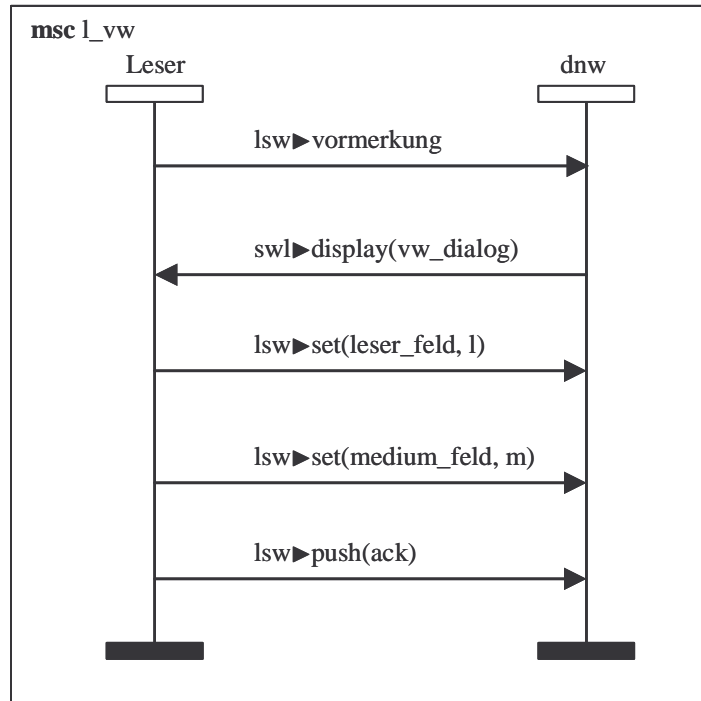 msc l_vw
Leser dnw
lsw►vormerkung
swl►display(vw_dialog)
lsw►set(leser_feld, l)
lsw►set(medium_feld, m)
lsw►push(ack)